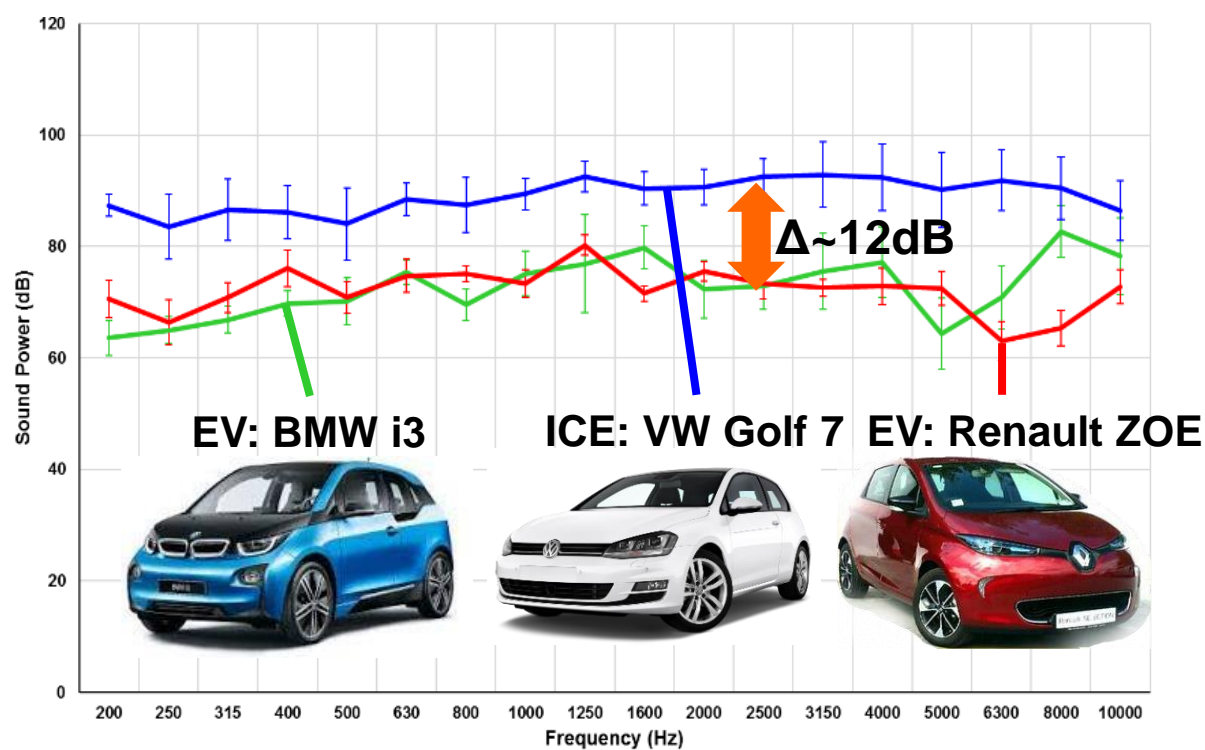 120
100
80
60
40
20
0
Sound Power (dB)
Δ~12dB
EV: BMW i3
ICE: VW Golf 7
EV: Renault ZOE
200 250 315 400 500 630 800 1000 1250 1600 2000 2500 3150 4000 5000 6300 8000 10000
Frequency (Hz)